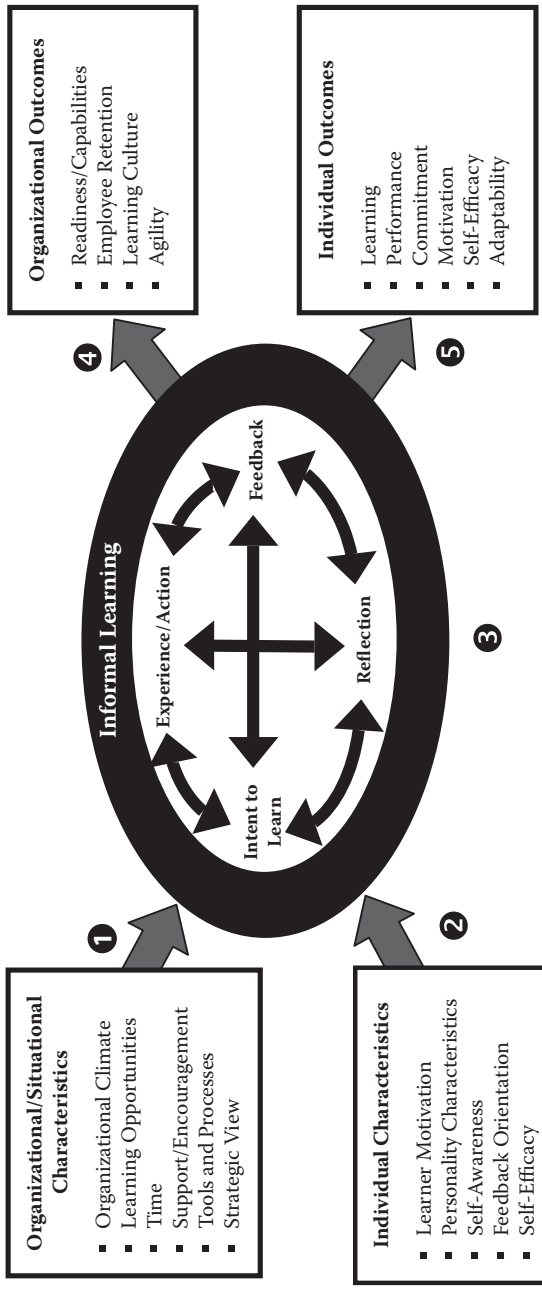 Organizational/Situational
Characteristics
▪ Organizational Climate
▪ Learning Opportunities
▪ Time
▪ Support/Encouragement
▪ Tools and Processes
▪ Strategic View
Individual Characteristics
▪ Learner Motivation
▪ Personality Characteristics
▪ Self-Awareness
▪ Feedback Orientation
▪ Self-Efficacy
1
2
Informal Learning
Experience/Action
Intent to
Learn
Feedback
Reflection
3
4
5
Organizational Outcomes
▪ Readiness/Capabilities
▪ Employee Retention
▪ Learning Culture
▪ Agility
Individual Outcomes
▪ Learning
▪ Performance
▪ Commitment
▪ Motivation
▪ Self-Efficacy
▪ Adaptability